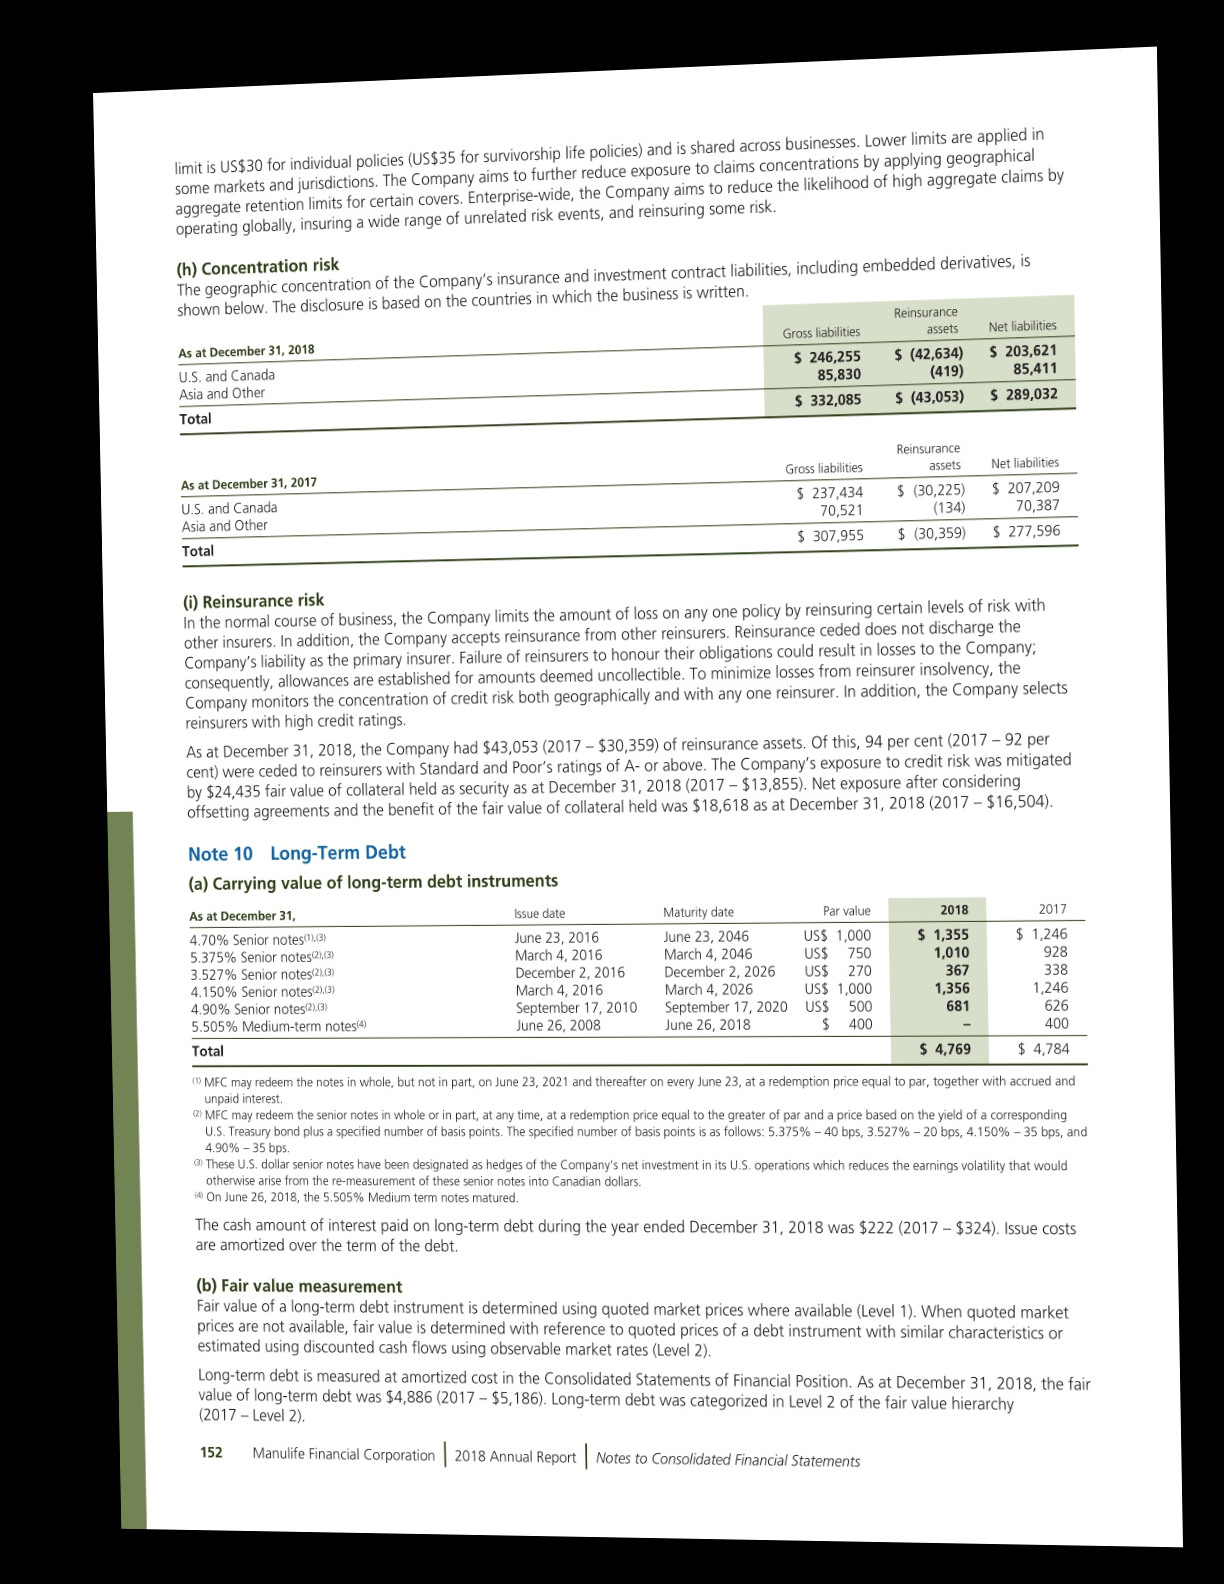 limit is US$30 for individual policies (US$35 for survivorship life policies) and is shared across businesses. Lower limits are applied in
some markets and jurisdictions. The Company aims to further reduce exposure to claims concentrations by applying geographical
aggregate retention limits for certain covers. Enterprise-wide, the Company aims to reduce the likelihood of high aggregate claims by
operating globally, insuring a wide range of unrelated risk events, and reinsuring some risk.
(h) Concentration risk
The geographic concentration of the Company's insurance and investment contract liabilities, including embedded derivatives, is
shown below. The disclosure is based on the countries in which the business is written.
As at December 31, 2018 Gross liabilities Reinsurance assets Net liabilities
U.S. and Canada $ 246,255 $ (42,634) $ 203,621
Asia and Other 85,830 (419) 85,411
Total $ 332,085 $ (43,053) $ 289,032
As at December 31, 2017 Gross liabilities Reinsurance assets Net liabilities
U.S. and Canada $ 237,434 $ (30,225) $ 207,209
Asia and Other 70,521 (134) 70,387
Total $ 307,955 $ (30,359) $ 277,596
(i) Reinsurance risk
In the normal course of business, the Company limits the amount of loss on any one policy by reinsuring certain levels of risk with
other insurers. In addition, the Company accepts reinsurance from other reinsurers. Reinsurance ceded does not discharge the
Company's liability as the primary insurer. Failure of reinsurers to honour their obligations could result in losses to the Company;
consequently, allowances are established for amounts deemed uncollectible. To minimize losses from reinsurer insolvency, the
Company monitors the concentration of credit risk both geographically and with any one reinsurer. In addition, the Company selects
reinsurers with high credit ratings.
As at December 31, 2018, the Company had $43,053 (2017 – $30,359) of reinsurance assets. Of this, 94 per cent (2017 – 92 per
cent) were ceded to reinsurers with Standard and Poor's ratings of A- or above. The Company's exposure to credit risk was mitigated
by $24,435 fair value of collateral held as security as at December 31, 2018 (2017 – $13,855). Net exposure after considering
offsetting agreements and the benefit of the fair value of collateral held was $18,618 as at December 31, 2018 (2017 – $16,504).
Note 10 Long-Term Debt
(a) Carrying value of long-term debt instruments
As at December 31, Issue date Maturity date Par value 2018 2017
4.70% Senior notes(1),(3) June 23, 2016 June 23, 2046 US$ 1,000 $ 1,355 $ 1,246
5.375% Senior notes(2),(3) March 4, 2016 March 4, 2046 US$ 750 1,010 928
3.527% Senior notes(2),(3) December 2, 2016 December 2, 2026 US$ 270 367 338
4.150% Senior notes(2),(3) March 4, 2016 March 4, 2026 US$ 1,000 1,356 1,246
4.90% Senior notes(2),(3) September 17, 2010 September 17, 2020 US$ 500 681 626
5.505% Medium-term notes(4) June 26, 2008 June 26, 2018 $ 400 – 400
Total $ 4,769 $ 4,784
(1) MFC may redeem the notes in whole, but not in part, on June 23, 2021 and thereafter on every June 23, at a redemption price equal to par, together with accrued and
unpaid interest.
(2) MFC may redeem the senior notes in whole or in part, at any time, at a redemption price equal to the greater of par and a price based on the yield of a corresponding
U.S. Treasury bond plus a specified number of basis points. The specified number of basis points is as follows: 5.375% – 40 bps, 3.527% – 20 bps, 4.150% – 35 bps, and
4.90% – 35 bps.
(3) These U.S. dollar senior notes have been designated as hedges of the Company's net investment in its U.S. operations which reduces the earnings volatility that would
otherwise arise from the re-measurement of these senior notes into Canadian dollars.
(4) On June 26, 2018, the 5.505% Medium term notes matured.
The cash amount of interest paid on long-term debt during the year ended December 31, 2018 was $222 (2017 – $324). Issue costs
are amortized over the term of the debt.
(b) Fair value measurement
Fair value of a long-term debt instrument is determined using quoted market prices where available (Level 1). When quoted market
prices are not available, fair value is determined with reference to quoted prices of a debt instrument with similar characteristics or
estimated using discounted cash flows using observable market rates (Level 2).
Long-term debt is measured at amortized cost in the Consolidated Statements of Financial Position. As at December 31, 2018, the fair
value of long-term debt was $4,886 (2017 – $5,186). Long-term debt was categorized in Level 2 of the fair value hierarchy
(2017 – Level 2).
152 Manulife Financial Corporation | 2018 Annual Report | Notes to Consolidated Financial Statements